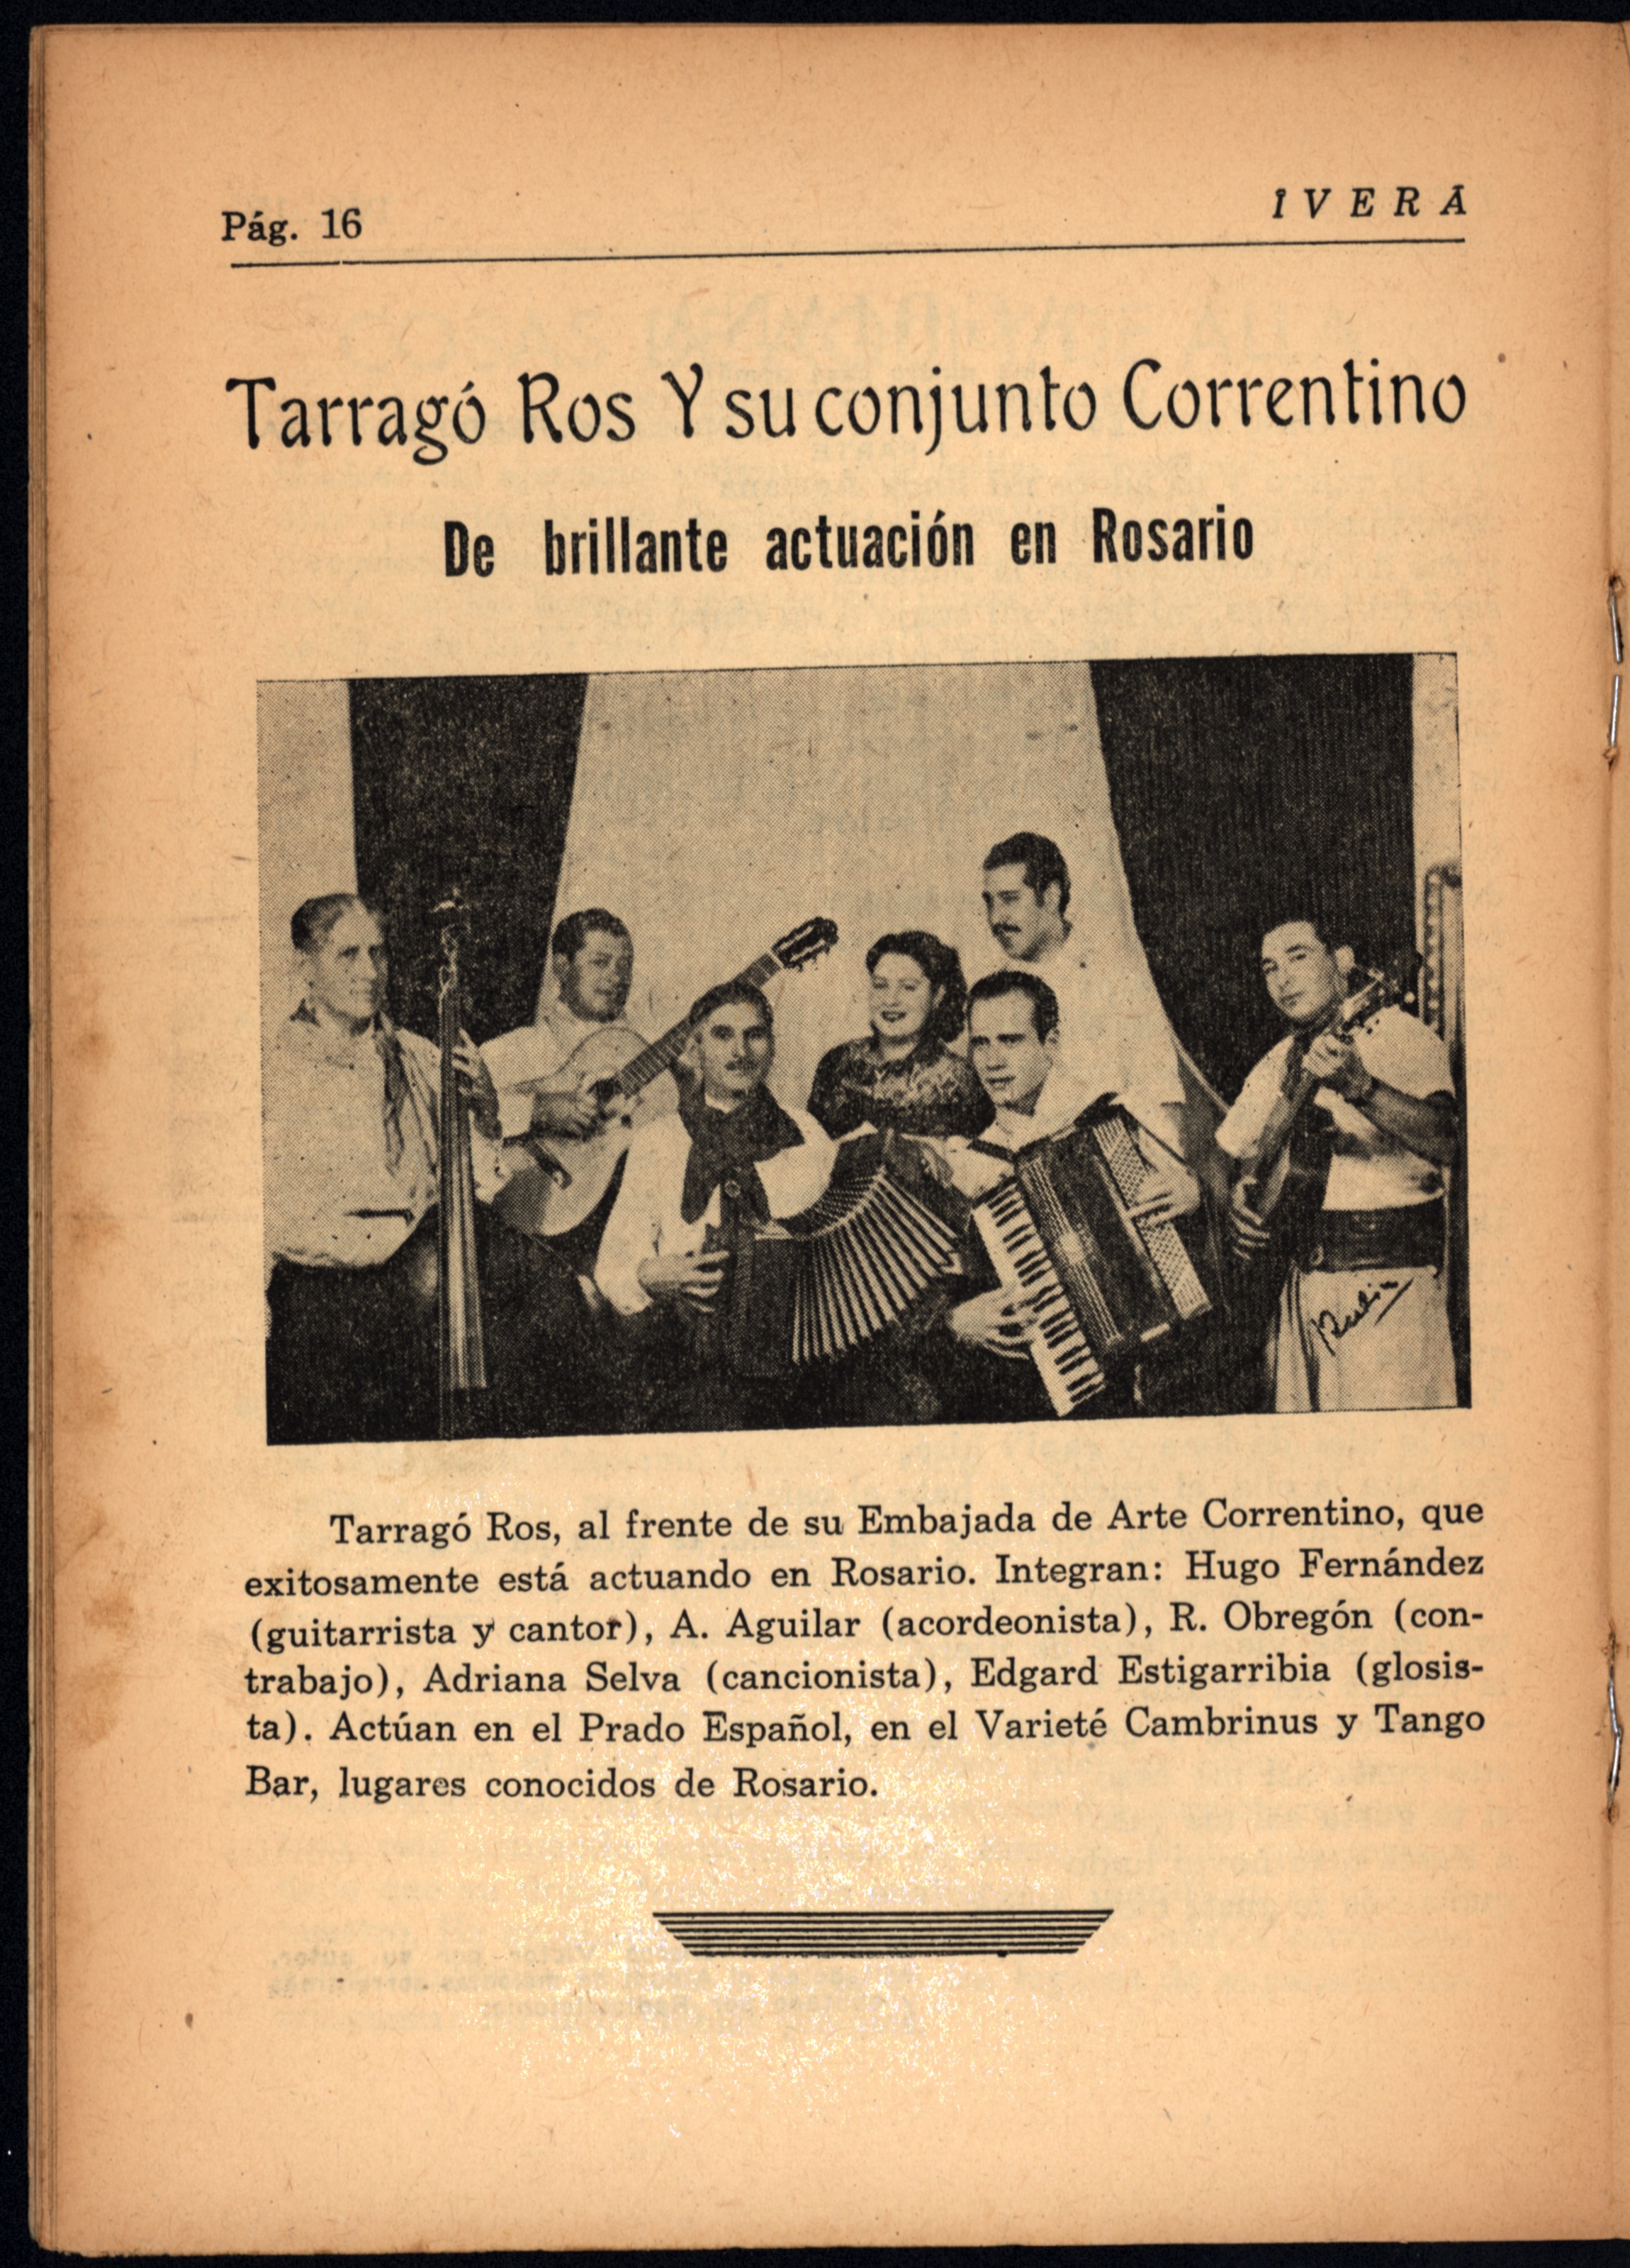 Pág. 16
IVERÁ
Tarragó Ros Y su conjunto Correntino
De brillante actuación en Rosario
Tarragó Ros, al frente de su Embajada de Arte Correntino, que
exitosamente está actuando en Rosario. Integran: Hugo Fernández
(guitarrista y cantor), A. Aguilar (acordeonista), R. Obregón (con-
trabajo), Adriana Selva (cancionista), Edgard Estigarribia (glosis-
ta). Actúan en el Prado Español, en el Varieté Cambrinus y Tango
Bar, lugares conocidos de Rosario.